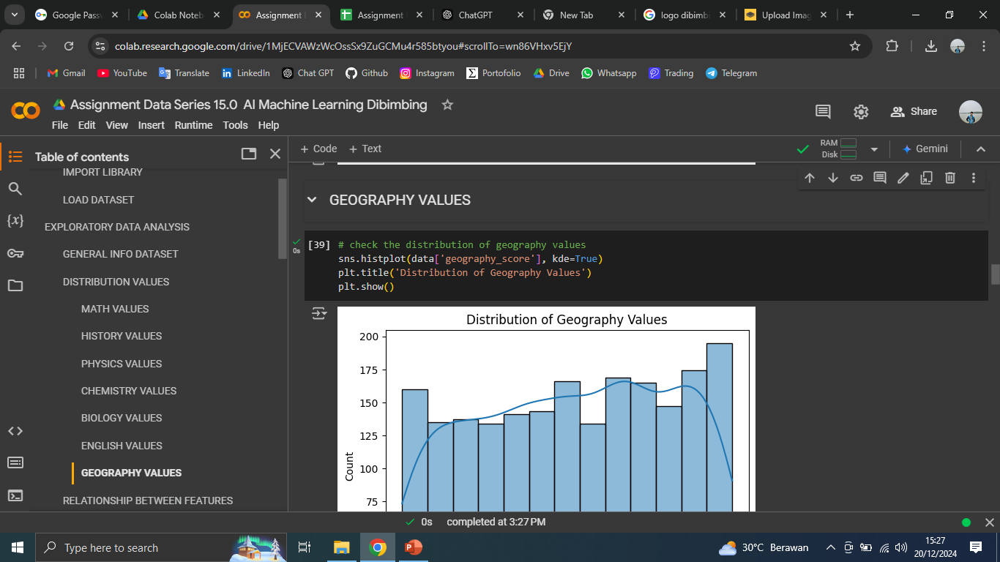 Google Passw
Colab Noteb
Assignment
Assignment
ChatGPT
New Tab
logo dibimbi
Upload Imag
colab.research.google.com/drive/1MjECVAWzWcOssSx9ZuGCMu4r585btyou#scrollTo=wn86VHxv5EjY
Gmail
YouTube
Translate
LinkedIn
Chat GPT
Github
Instagram
Portofolio
Drive
Whatsapp
Trading
Telegram
Assignment Data Series 15.0 AI Machine Learning Dibimbing
File Edit View Insert Runtime Tools Help
Share
Table of contents
IMPORT LIBRARY
LOAD DATASET
EXPLORATORY DATA ANALYSIS
GENERAL INFO DATASET
DISTRIBUTION VALUES
MATH VALUES
HISTORY VALUES
PHYSICS VALUES
CHEMISTRY VALUES
BIOLOGY VALUES
ENGLISH VALUES
GEOGRAPHY VALUES
RELATIONSHIP BETWEEN FEATURES
+ Code + Text
RAM
Disk
Gemini
GEOGRAPHY VALUES
0s
[39] # check the distribution of geography values
sns.histplot(data['geography_score'], kde=True)
plt.title('Distribution of Geography Values')
plt.show()
Distribution of Geography Values
200
175
150
125
100
75
Count
0s completed at 3:27 PM
Type here to search
30°C Berawan
15:27
20/12/2024